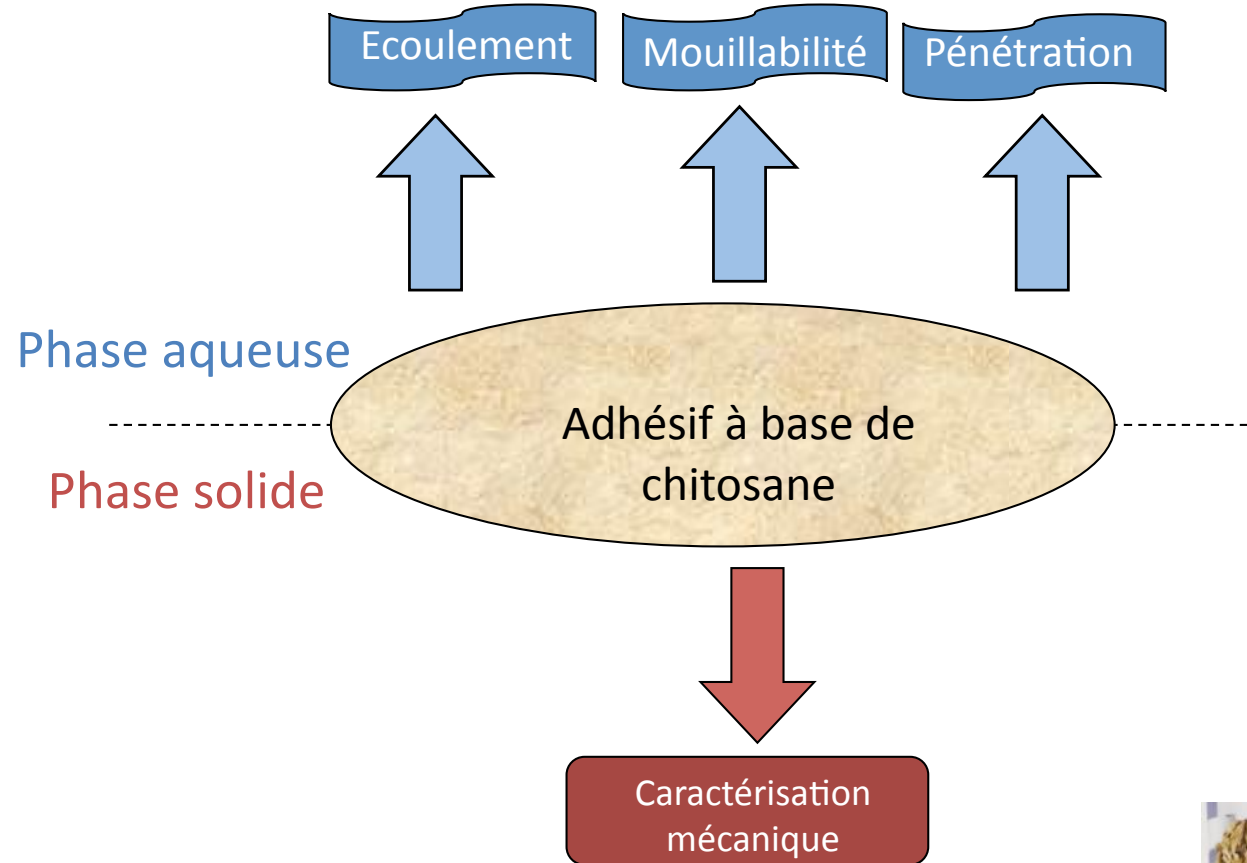 Ecoulement
Mouillabilité
Pénétration
Phase aqueuse
Adhésif à base de
chitosane
Phase solide
Caractérisation
mécanique